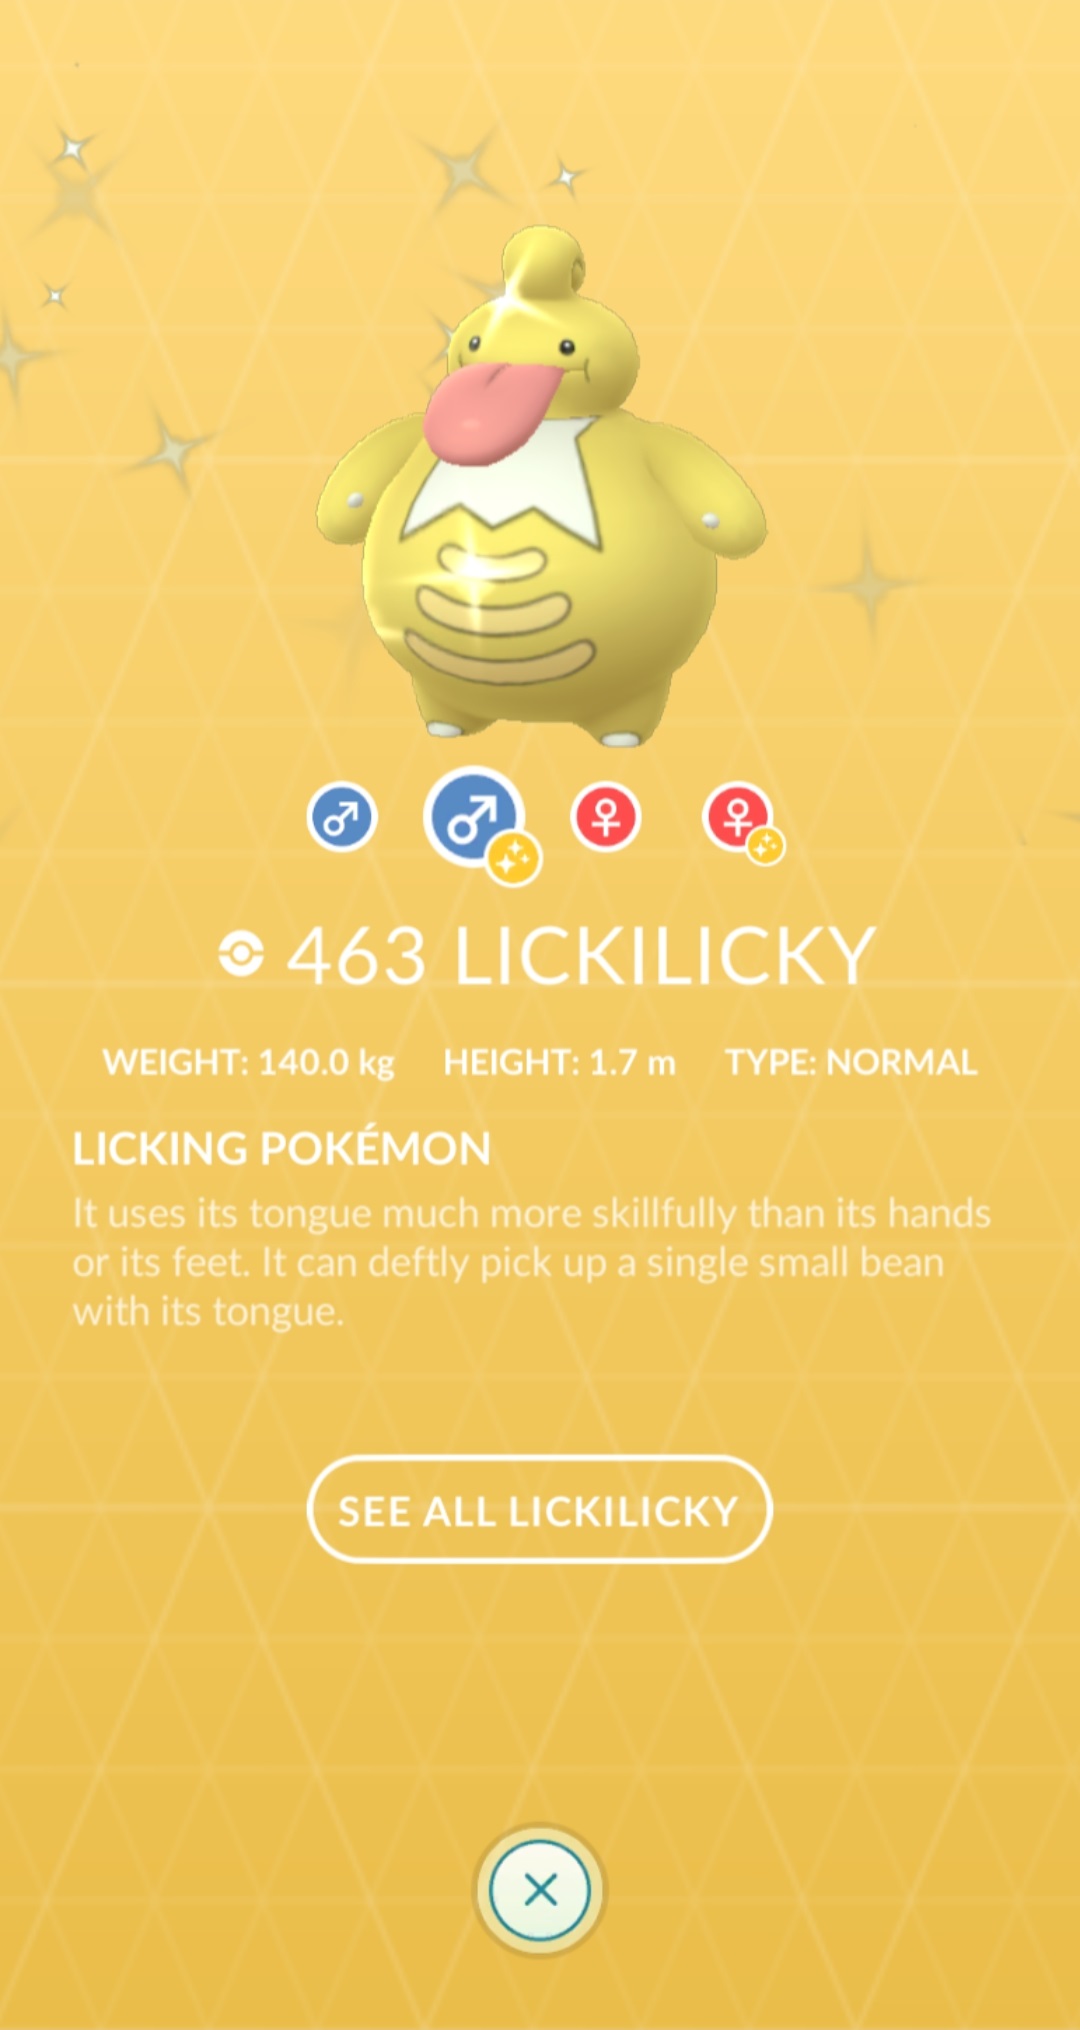 463 LICKILICKY
WEIGHT: 140.0 kg HEIGHT: 1.7 m TYPE: NORMAL
LICKING POKÉMON
It uses its tongue much more skillfully than its hands
or its feet. It can deftly pick up a single small bean
with its tongue.
SEE ALL LICKILICKY